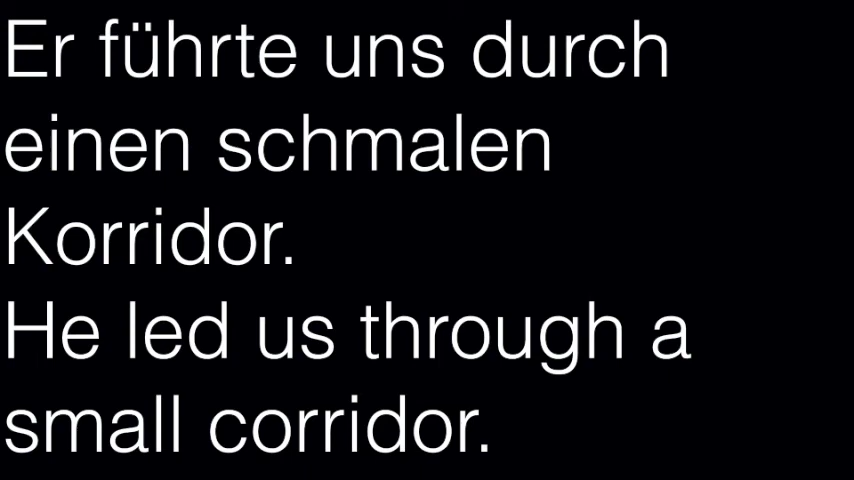 Er führte uns durch
einen schmalen
Korridor.
He led us through a
small corridor.